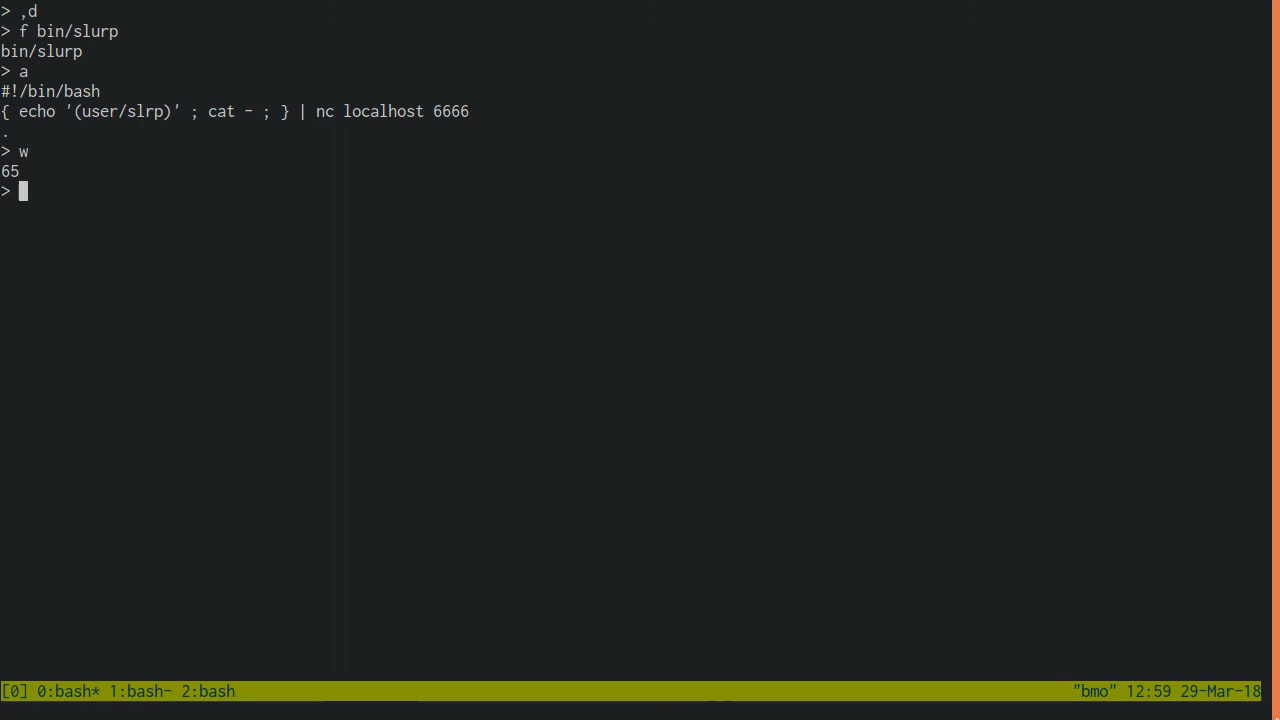 > ,d
> f bin/slurp
bin/slurp
> a
#!/bin/bash
{ echo '(user/slrp)' ; cat - ; } | nc localhost 6666
.
> w
65
>
[0] 0:bash* 1:bash- 2:bash "bmo" 12:59 29-Mar-18